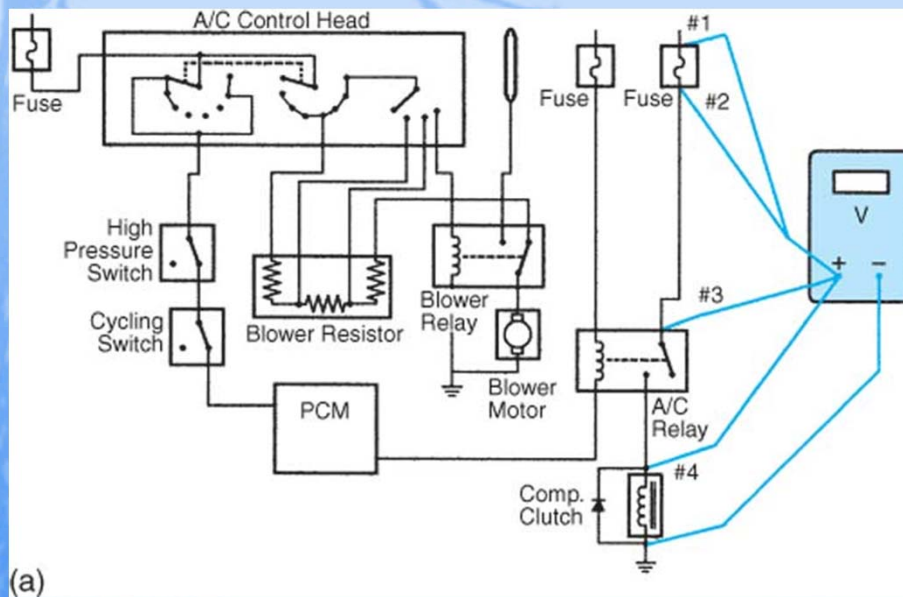 A/C Control Head
#1
Fuse
Fuse
Fuse
#2
V
+ −
High
Pressure
Switch
Blower
Relay
#3
Cycling
Switch
Blower Resistor
Blower
Motor
PCM
A/C
Relay
#4
Comp.
Clutch
(a)